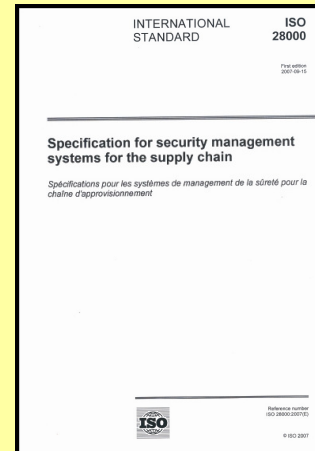 INTERNATIONAL
STANDARD
ISO
28000
First edition
2007-09-15
Specification for security management
systems for the supply chain
Spécifications pour les systèmes de management de la sûreté pour la
chaîne d'approvisionnement
ISO
Reference number
ISO 28000:2007(E)
© ISO 2007